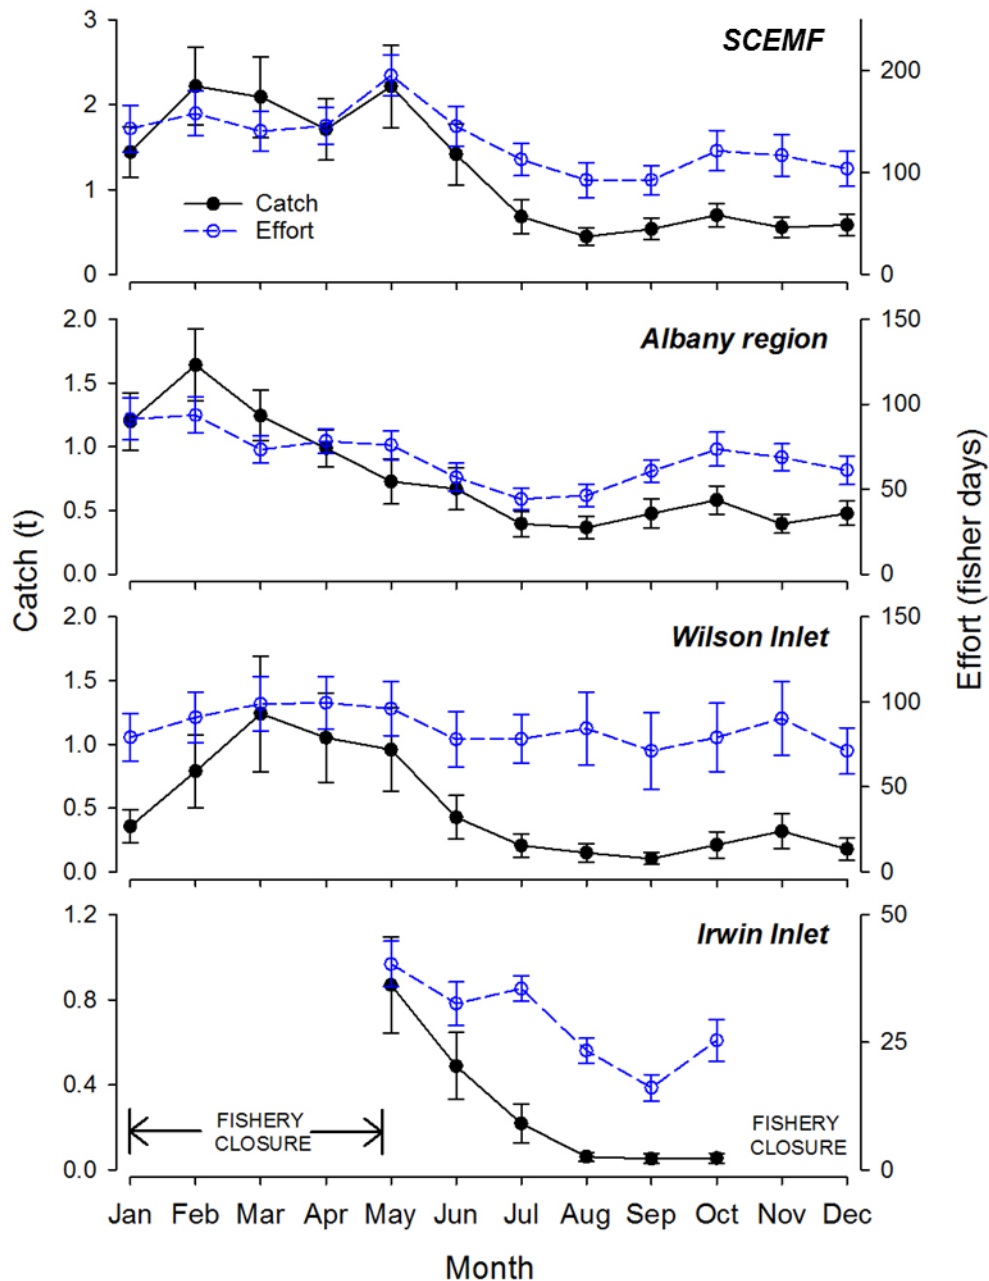 SCEMF
3
2
1
0
200
100
0
Catch
Effort
Albany region
2.0
1.5
1.0
0.5
0.0
150
100
50
0
Wilson Inlet
2.0
1.5
1.0
0.5
0.0
150
100
50
0
Irwin Inlet
1.2
0.8
0.4
0.0
50
25
0
FISHERY
CLOSURE
FISHERY
CLOSURE
Catch (t)
Effort (fisher days)
Jan Feb Mar Apr May Jun Jul Aug Sep Oct Nov Dec
Month